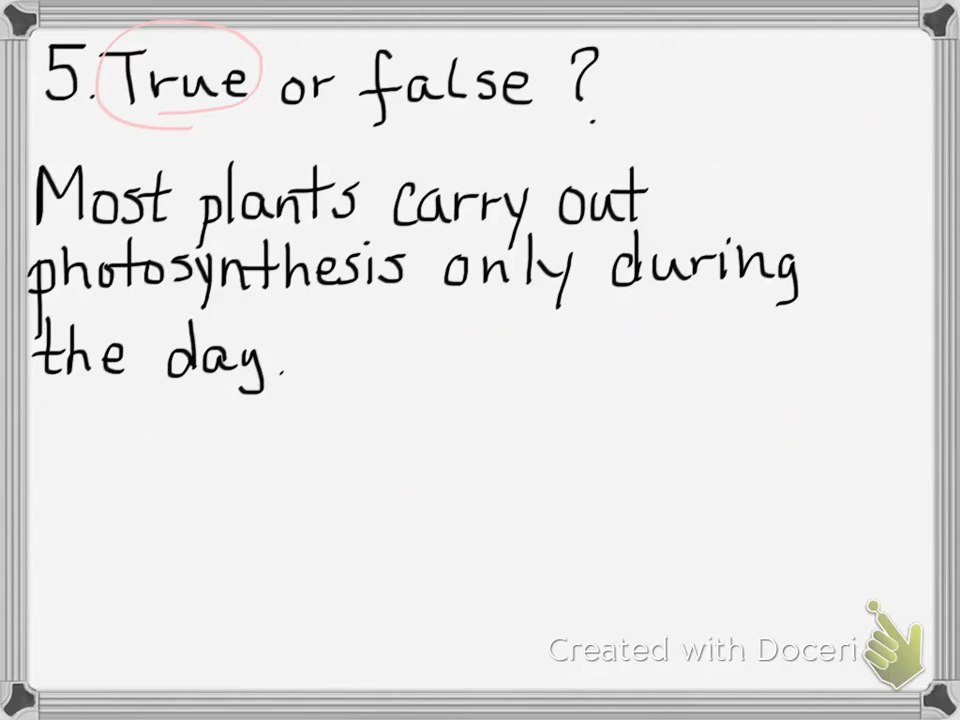 5. True or false ?
Most plants carry out
photosynthesis only during
the day.
Created with Doceri